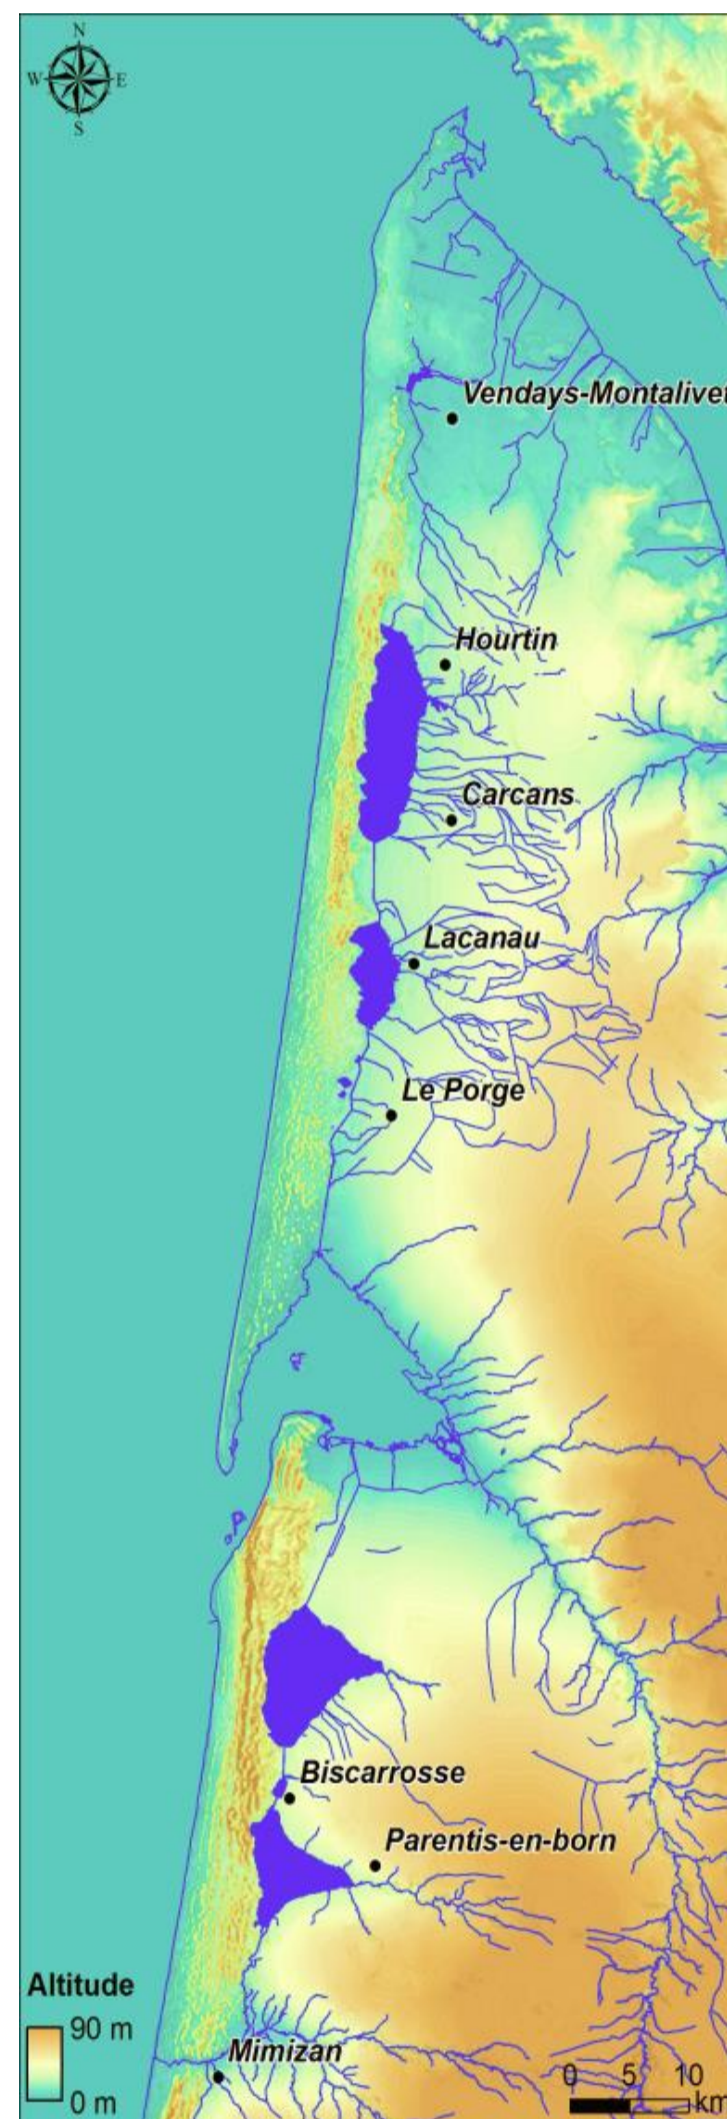 N
W E
S
Vendays-Montalivet
Hourtin
Carcans
Lacanau
Le Porge
Biscarrosse
Parentis-en-born
Altitude
90 m
0 m
Mimizan
0 5 10
km